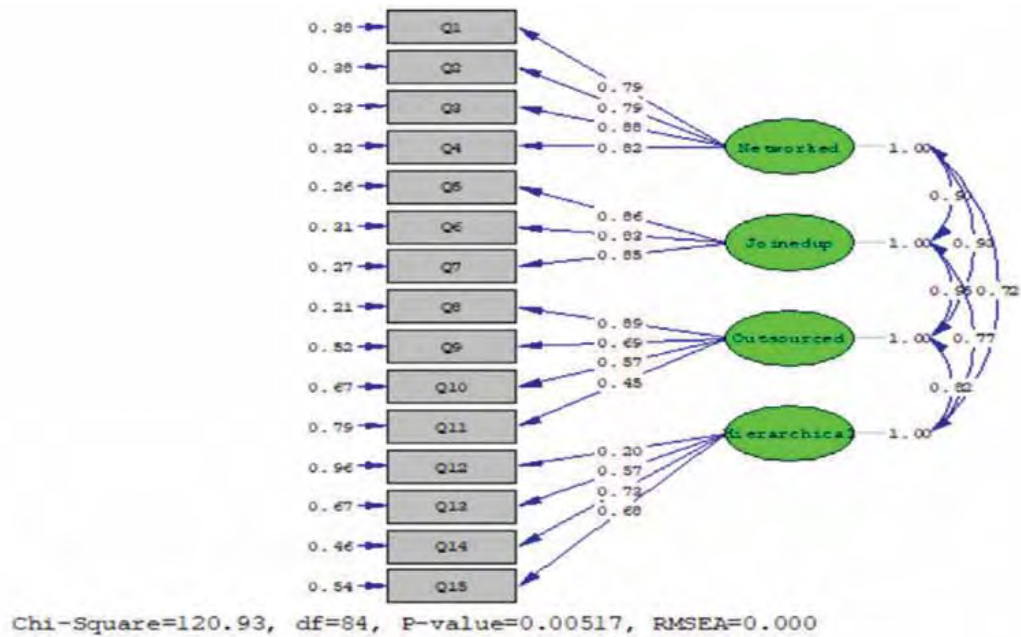 0.38 Q1
0.38 Q2
0.23 Q3
0.32 Q4
0.26 Q5
0.31 Q6
0.27 Q7
0.21 Q8
0.52 Q9
0.67 Q10
0.79 Q11
0.96 Q12
0.67 Q13
0.46 Q14
0.54 Q15
0.79
0.79
0.88
0.82
0.86
0.83
0.85
0.89
0.69
0.57
0.45
0.20
0.57
0.73
0.68
Networked 1.00
Joinedup 1.00
Outsourced 1.00
Hierarchical 1.00
0.93
0.72
0.77
0.82
Chi-Square=120.93, df=84, P-value=0.00517, RMSEA=0.000